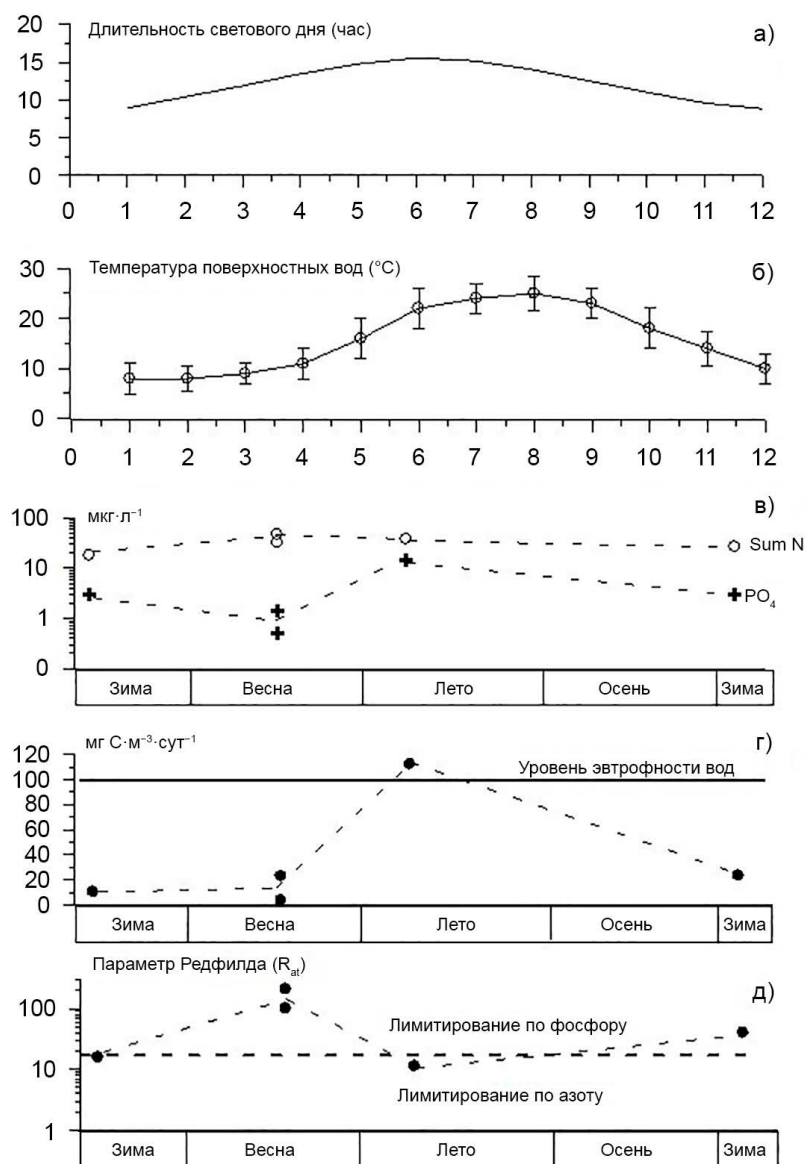 20
Длительность светового дня (час)
а)
15
10
5
0
0 1 2 3 4 5 6 7 8 9 10 11 12
30
Температура поверхностных вод (°C)
б)
20
10
0
0 1 2 3 4 5 6 7 8 9 10 11 12
100
мкг·л⁻¹
в)
Sum N
10
PO₄
1
0
Зима Весна Лето Осень Зима
мг С·м⁻³·сут⁻¹
г)
120
Уровень эвтрофности вод
100
80
60
40
20
0
Зима Весна Лето Осень Зима
Параметр Редфилда (Rat)
д)
100
Лимитирование по фосфору
10
Лимитирование по азоту
1
Зима Весна Лето Осень Зима